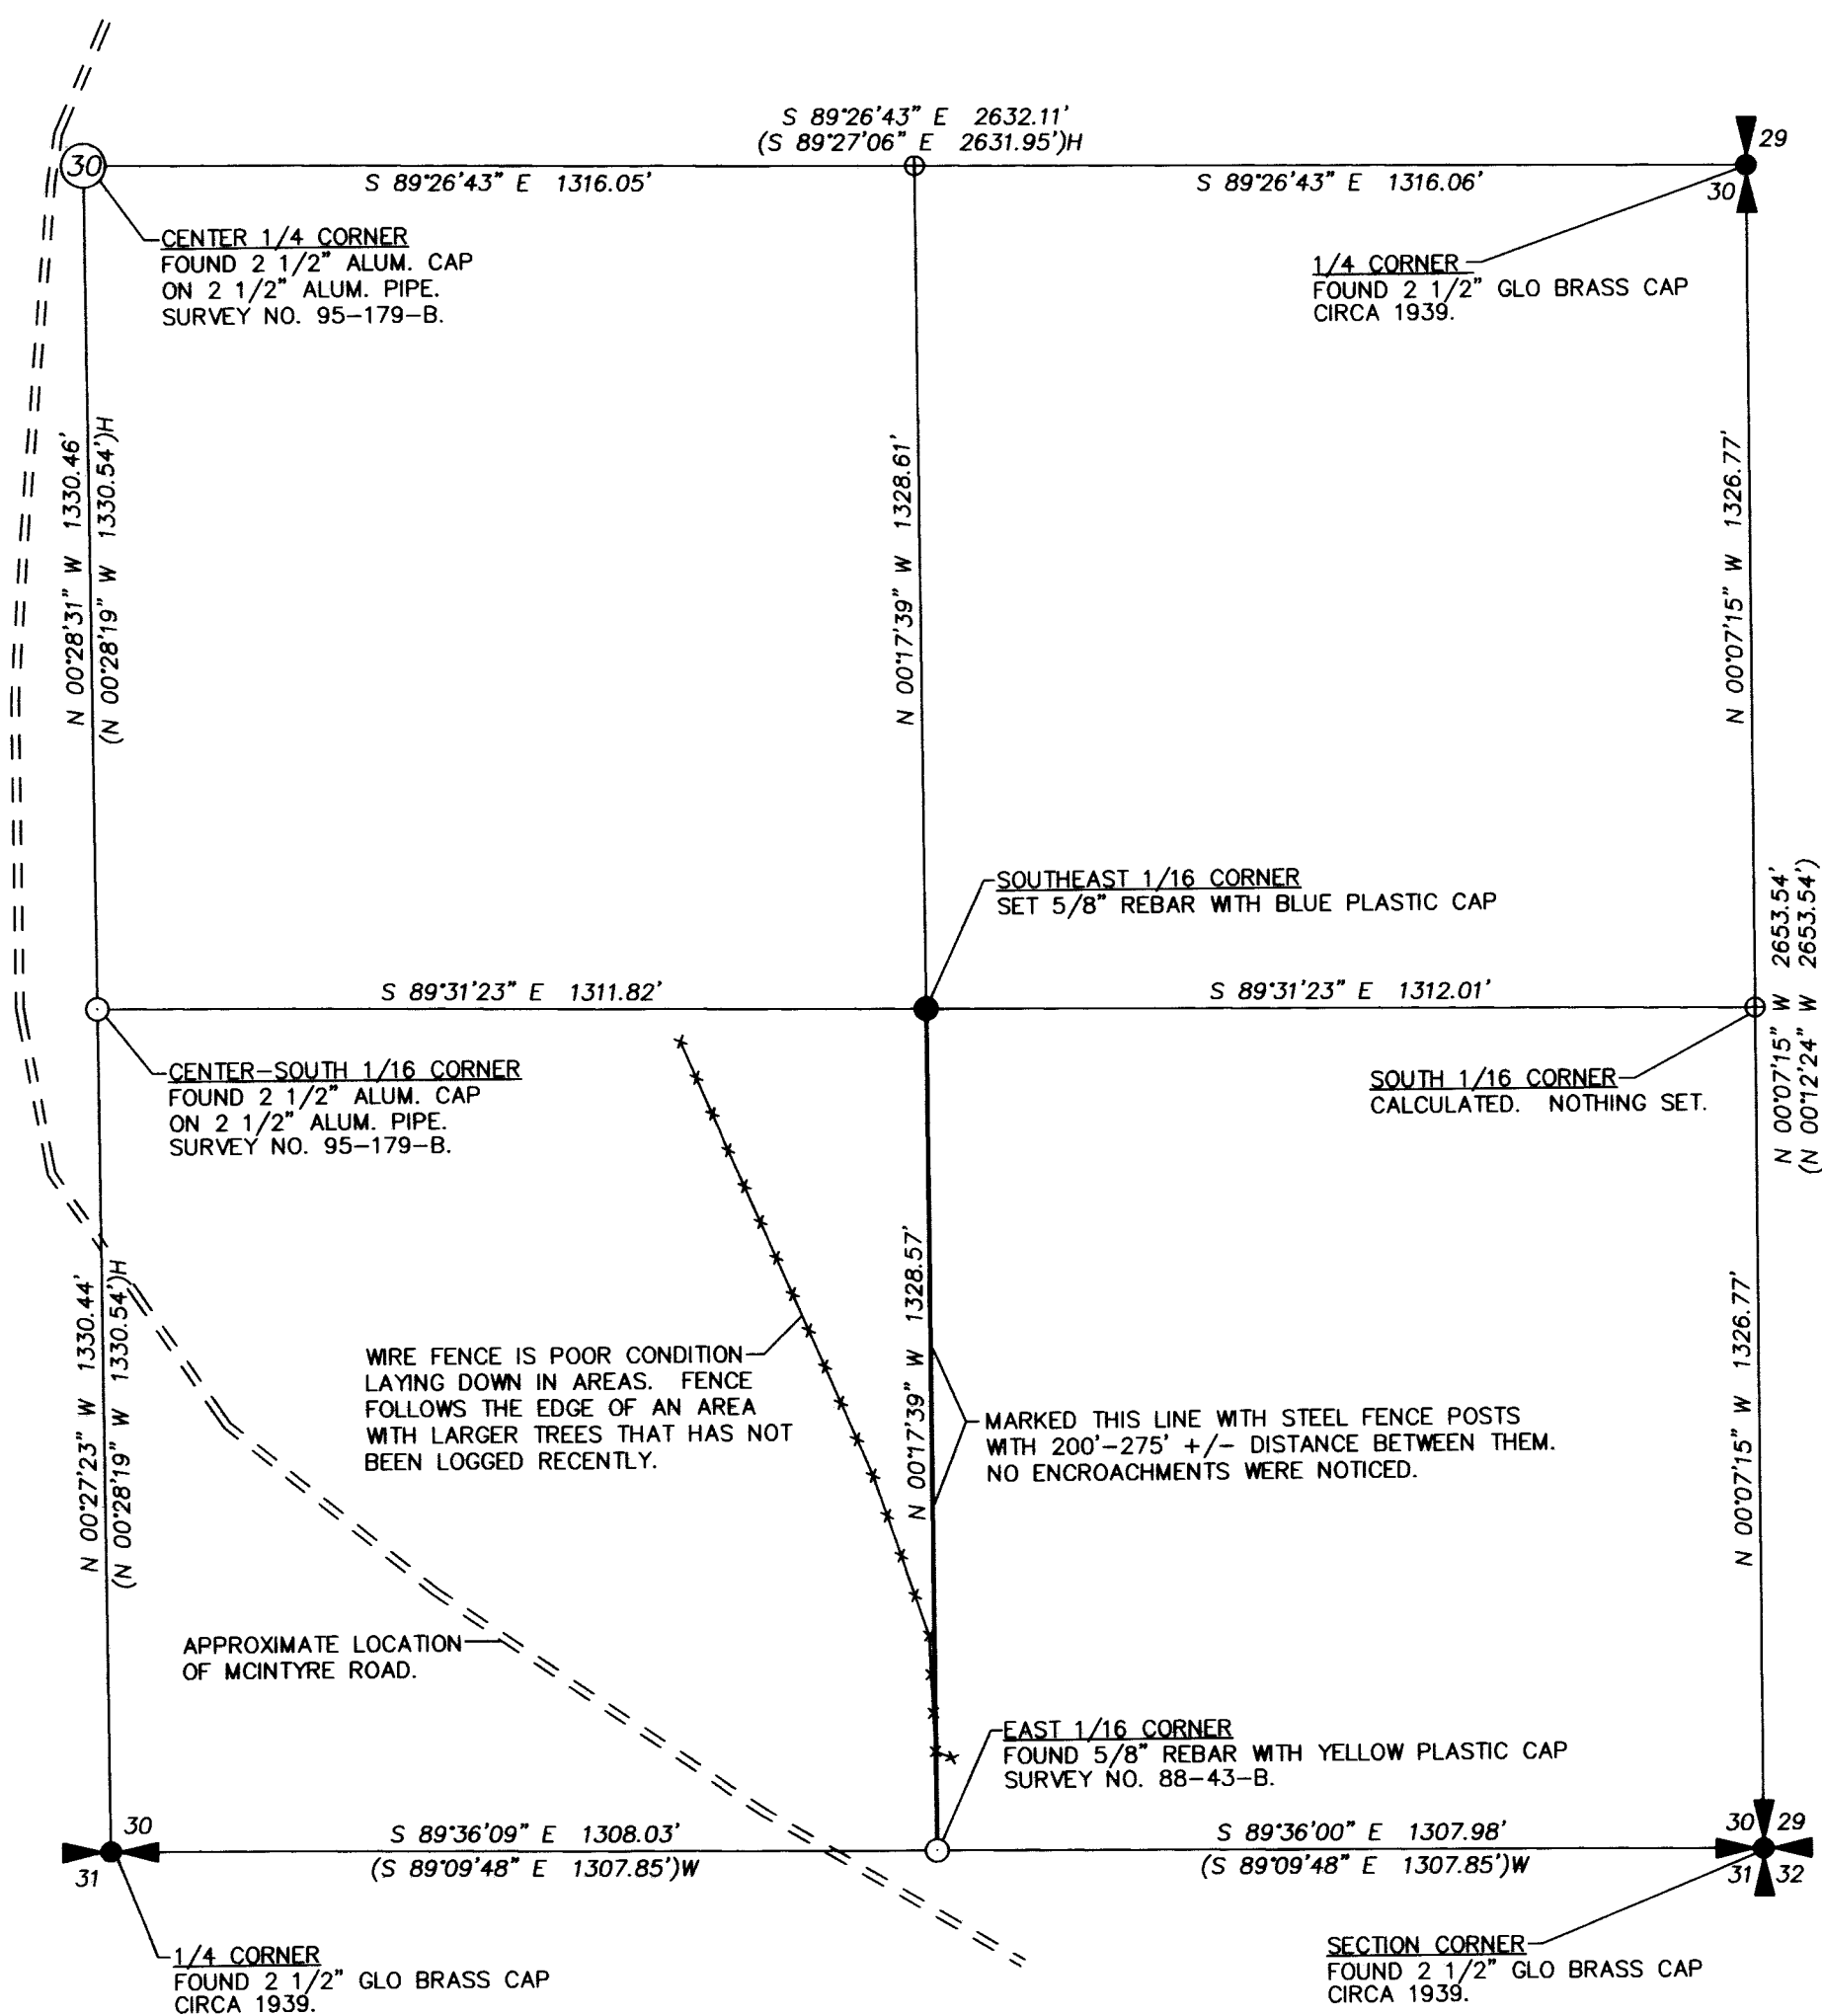 S 89°26'43" E 2632.11'
(S 89°27'06" E 2631.95')H
29
30
S 89°26'43" E 1316.05'
S 89°26'43" E 1316.06'
30
CENTER 1/4 CORNER
FOUND 2 1/2" ALUM. CAP
ON 2 1/2" ALUM. PIPE.
SURVEY NO. 95-179-B.
1/4 CORNER
FOUND 2 1/2" GLO BRASS CAP
CIRCA 1939.
N 00°28'31" W 1330.46'
(N 00°28'19" W 1330.54')H
N 00°17'39" W 1328.61'
N 00°07'15" W 1326.77'
SOUTHEAST 1/16 CORNER
SET 5/8" REBAR WITH BLUE PLASTIC CAP
N 00°07'15" W 2653.54'
(N 00°12'24" W 2653.54')
S 89°31'23" E 1311.82'
S 89°31'23" E 1312.01'
CENTER-SOUTH 1/16 CORNER
FOUND 2 1/2" ALUM. CAP
ON 2 1/2" ALUM. PIPE.
SURVEY NO. 95-179-B.
SOUTH 1/16 CORNER
CALCULATED. NOTHING SET.
N 00°27'23" W 1330.44'
(N 00°28'19" W 1330.54')H
N 00°17'39" W 1328.57'
N 00°07'15" W 1326.77'
WIRE FENCE IS POOR CONDITION
LAYING DOWN IN AREAS. FENCE
FOLLOWS THE EDGE OF AN AREA
WITH LARGER TREES THAT HAS NOT
BEEN LOGGED RECENTLY.
MARKED THIS LINE WITH STEEL FENCE POSTS
WITH 200'-275' +/- DISTANCE BETWEEN THEM.
NO ENCROACHMENTS WERE NOTICED.
APPROXIMATE LOCATION
OF MCINTYRE ROAD.
EAST 1/16 CORNER
FOUND 5/8" REBAR WITH YELLOW PLASTIC CAP
SURVEY NO. 88-43-B.
30
S 89°36'09" E 1308.03'
S 89°36'00" E 1307.98'
30 29
31
(S 89°09'48" E 1307.85')W
(S 89°09'48" E 1307.85')W
31 32
1/4 CORNER
FOUND 2 1/2" GLO BRASS CAP
CIRCA 1939.
SECTION CORNER
FOUND 2 1/2" GLO BRASS CAP
CIRCA 1939.